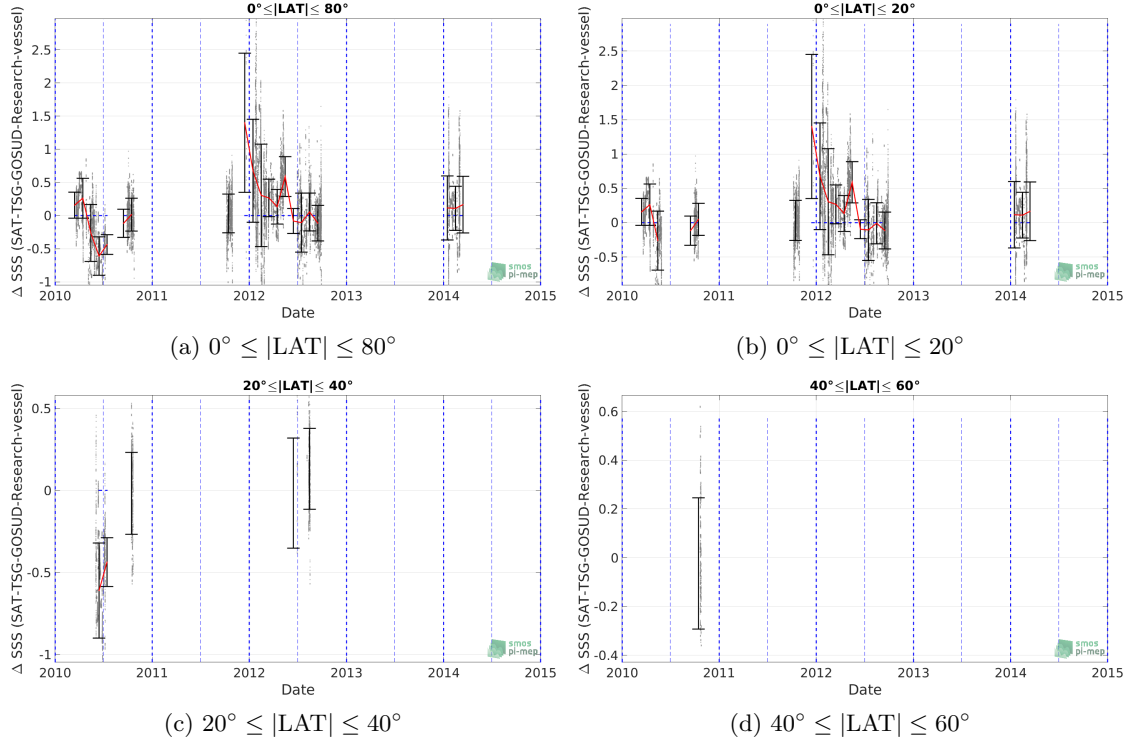 0°≤|LAT|≤ 80°
Δ SSS (SAT-TSG-GOSUD-Research-vessel)
2.5
2
1.5
1
0.5
0
-0.5
-1
2010 2011 2012 2013 2014 2015
Date
smos
pi-mep
(a) 0° ≤ |LAT| ≤ 80°
0°≤|LAT|≤ 20°
Δ SSS (SAT-TSG-GOSUD-Research-vessel)
2.5
2
1.5
1
0.5
0
-0.5
2010 2011 2012 2013 2014 2015
Date
smos
pi-mep
(b) 0° ≤ |LAT| ≤ 20°
20°≤|LAT|≤ 40°
Δ SSS (SAT-TSG-GOSUD-Research-vessel)
0.5
0
-0.5
-1
2010 2011 2012 2013 2014 2015
Date
smos
pi-mep
(c) 20° ≤ |LAT| ≤ 40°
40°≤|LAT|≤ 60°
Δ SSS (SAT-TSG-GOSUD-Research-vessel)
0.6
0.4
0.2
0
-0.2
-0.4
2010 2011 2012 2013 2014 2015
Date
smos
pi-mep
(d) 40° ≤ |LAT| ≤ 60°